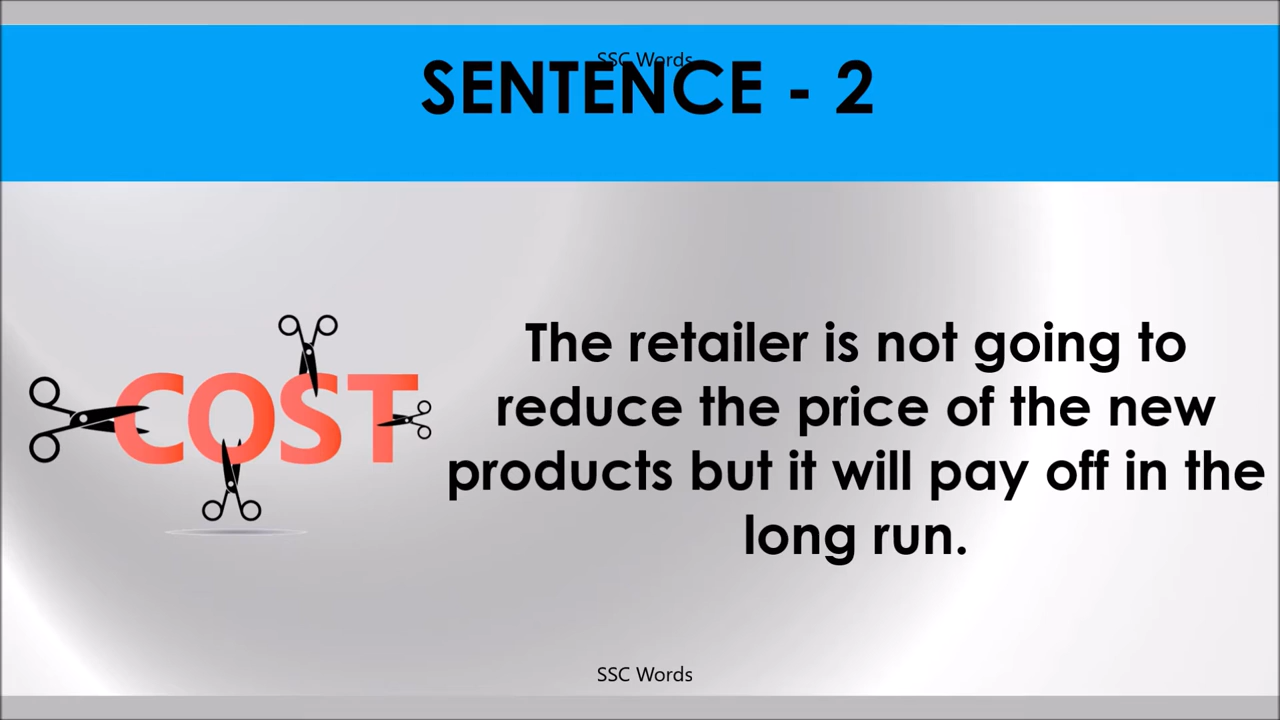 SSC Words
SENTENCE - 2
COST
The retailer is not going to
reduce the price of the new
products but it will pay off in the
long run.
SSC Words